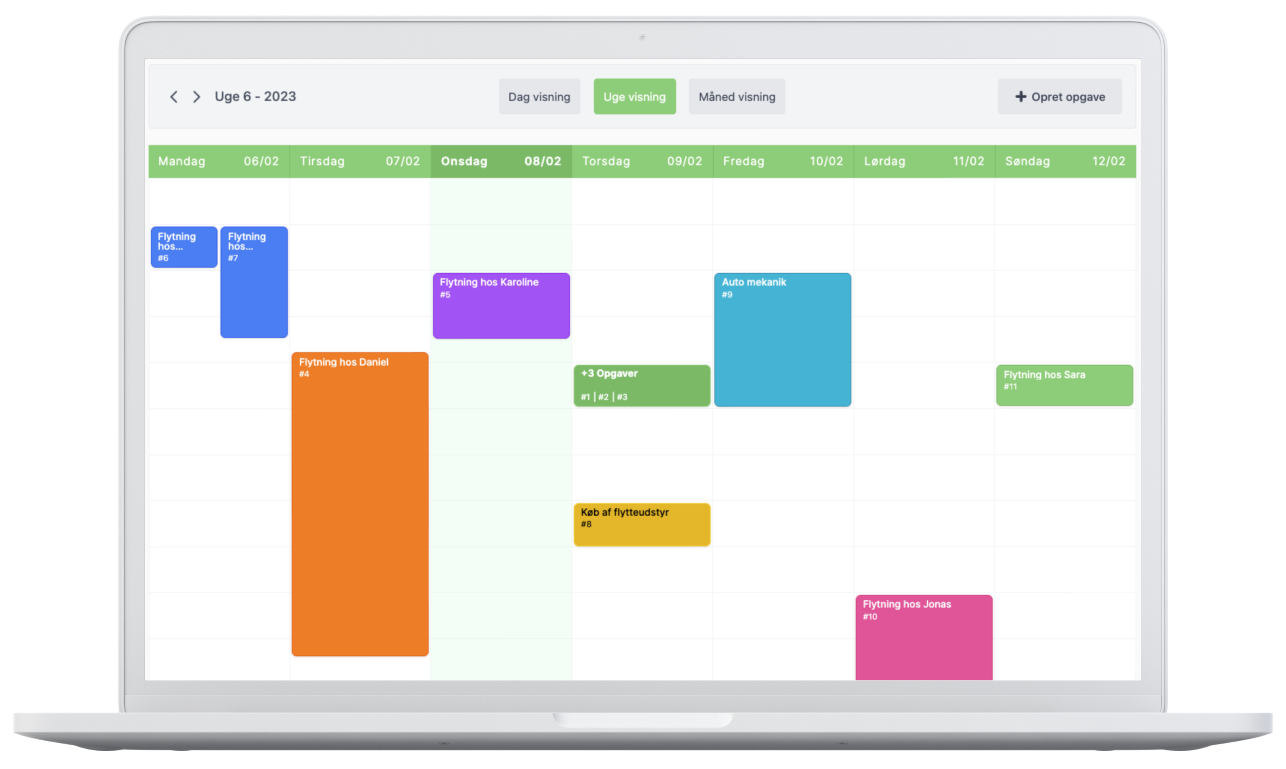 Uge 6 - 2023
Dag visning
Uge visning
Måned visning
+ Opret opgave
Mandag 06/02
Tirsdag 07/02
Onsdag 08/02
Torsdag 09/02
Fredag 10/02
Lørdag 11/02
Søndag 12/02
Flytning
hos...
#6
Flytning
hos...
#7
Flytning hos Daniel
#4
Flytning hos Karoline
#5
+3 Opgaver
#1 | #2 | #3
Køb af flytteudstyr
#8
Auto mekanik
#9
Flytning hos Jonas
#10
Flytning hos Sara
#11